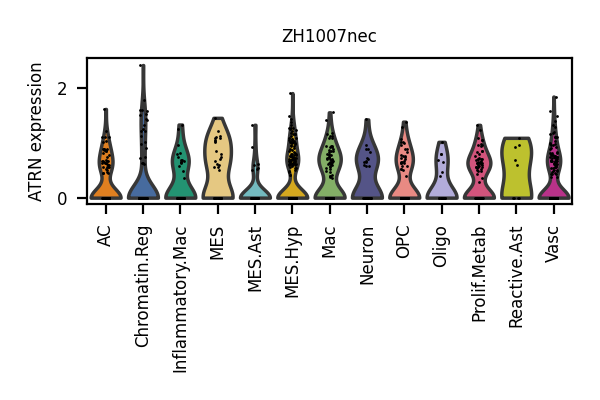 ZH1007nec
ATRN expression
2
0
AC
Chromatin.Reg
Inflammatory.Mac
MES
MES.Ast
MES.Hyp
Mac
Neuron
OPC
Oligo
Prolif.Metab
Reactive.Ast
Vasc